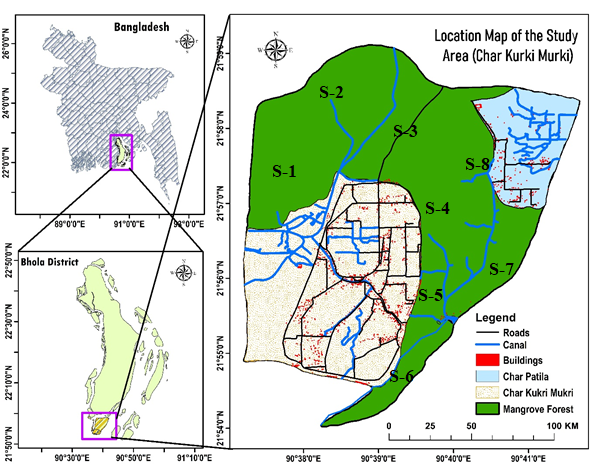 Bangladesh
26°0'0"N
24°0'0"N
22°0'0"N
89°0'0"E
91°0'0"E
93°0'0"E
Bhola District
22°50'0"N
22°30'0"N
22°10'0"N
21°50'0"N
90°30'0"E
90°50'0"E
91°10'0"E
Location Map of the Study
Area (Char Kurki Murki)
N
S-2
S-3
S-1
S-8
S-4
S-7
S-5
S-6
21°59'0"N
21°58'0"N
21°57'0"N
21°56'0"N
21°55'0"N
21°54'0"N
90°38'0"E
90°39'0"E
90°40'0"E
90°41'0"E
Legend
Roads
Canal
Buildings
Char Patila
Char Kukri Mukri
Mangrove Forest
0 25 50 100 KM